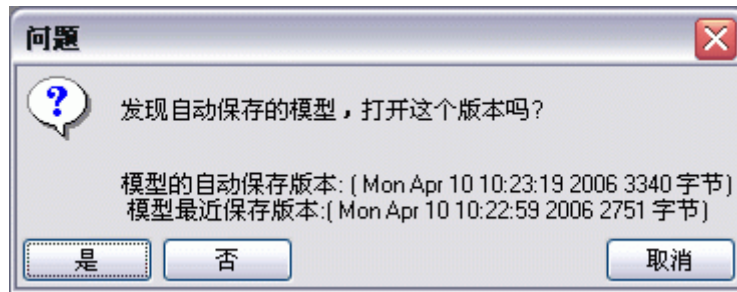 问题
发现自动保存的模型，打开这个版本吗?
模型的自动保存版本: ( Mon Apr 10 10:23:19 2006 3340 字节)
模型最近保存版本:( Mon Apr 10 10:22:59 2006 2751 字节)
是
否
取消